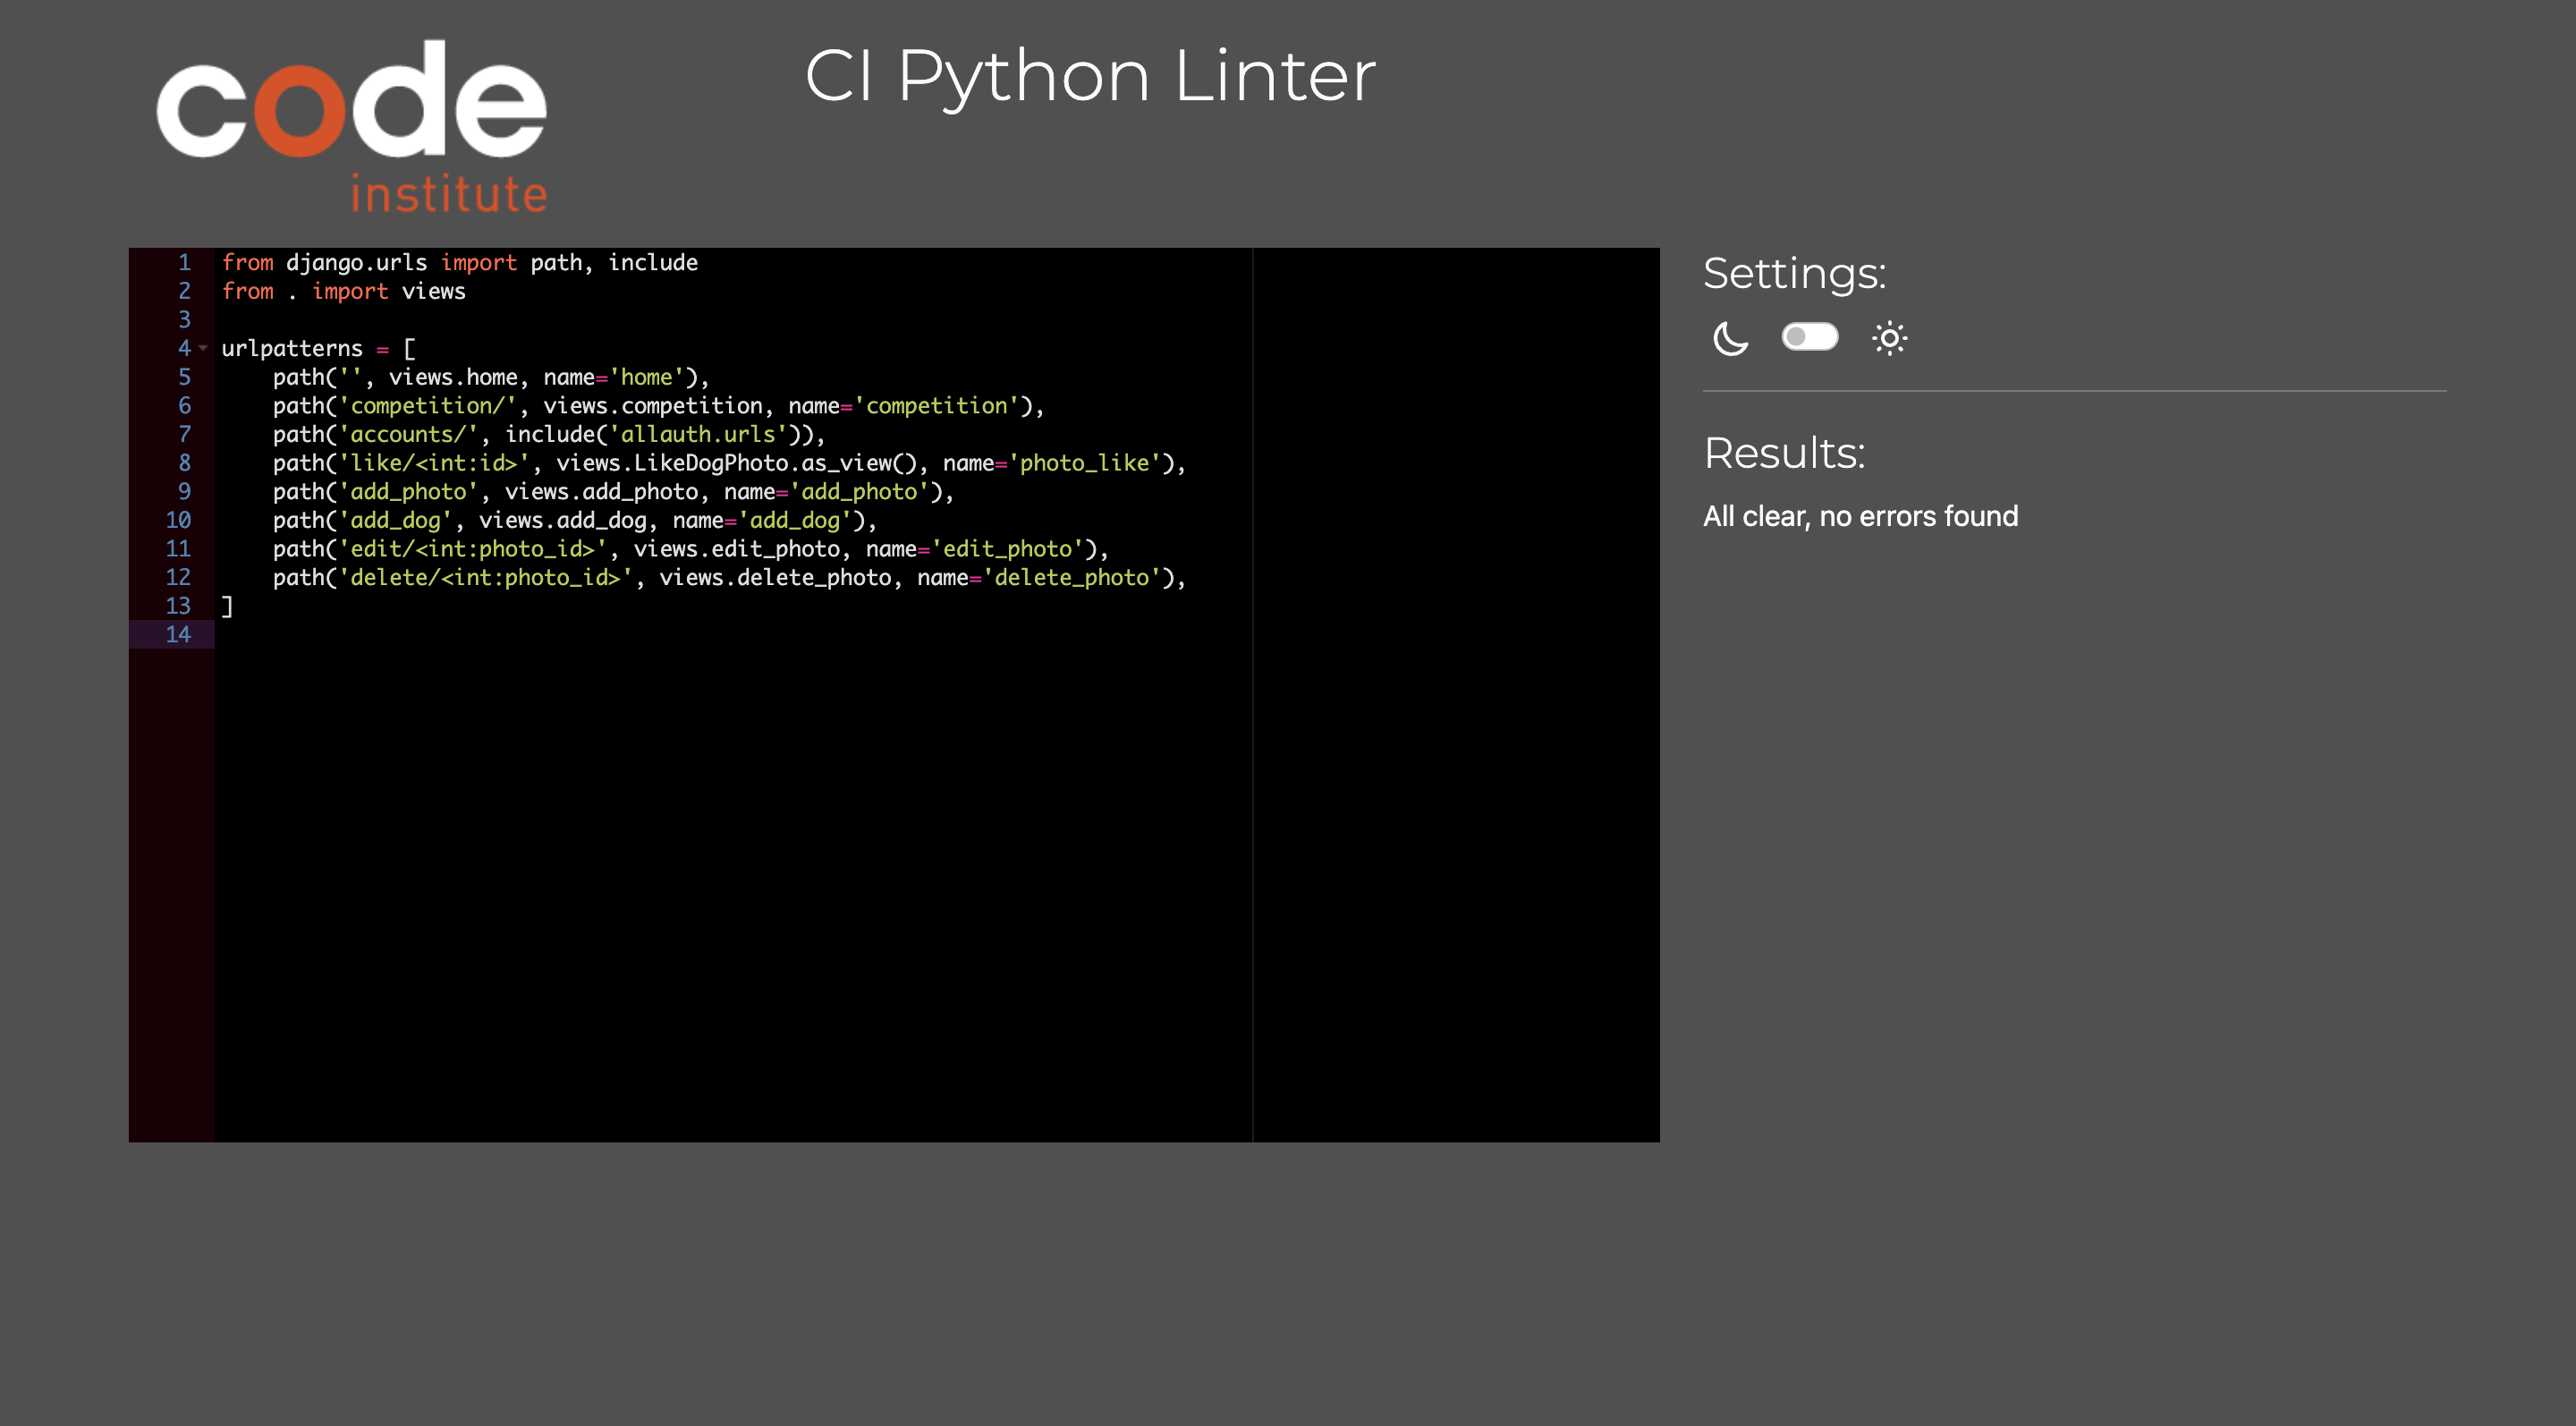 code
institute
CI Python Linter
1 from django.urls import path, include
2 from . import views
3
4 urlpatterns = [
5     path('', views.home, name='home'),
6     path('competition/', views.competition, name='competition'),
7     path('accounts/', include('allauth.urls')),
8     path('like/<int:id>', views.LikeDogPhoto.as_view(), name='photo_like'),
9     path('add_photo', views.add_photo, name='add_photo'),
10     path('add_dog', views.add_dog, name='add_dog'),
11     path('edit/<int:photo_id>', views.edit_photo, name='edit_photo'),
12     path('delete/<int:photo_id>', views.delete_photo, name='delete_photo'),
13 ]
14
Settings:
Results:
All clear, no errors found